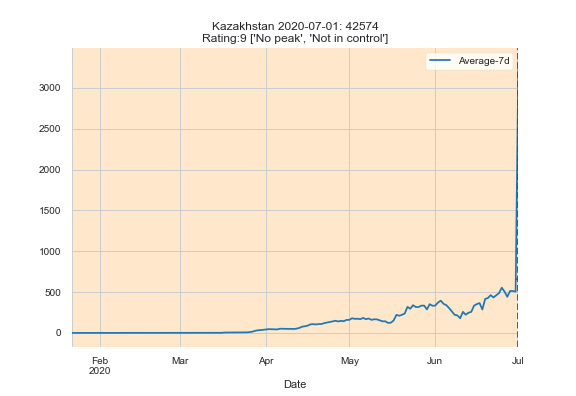 Kazakhstan 2020-07-01: 42574
Rating:9 ['No peak', 'Not in control']
Average-7d
3000
2500
2000
1500
1000
500
0
Feb
2020
Mar
Apr
May
Jun
Jul
Date